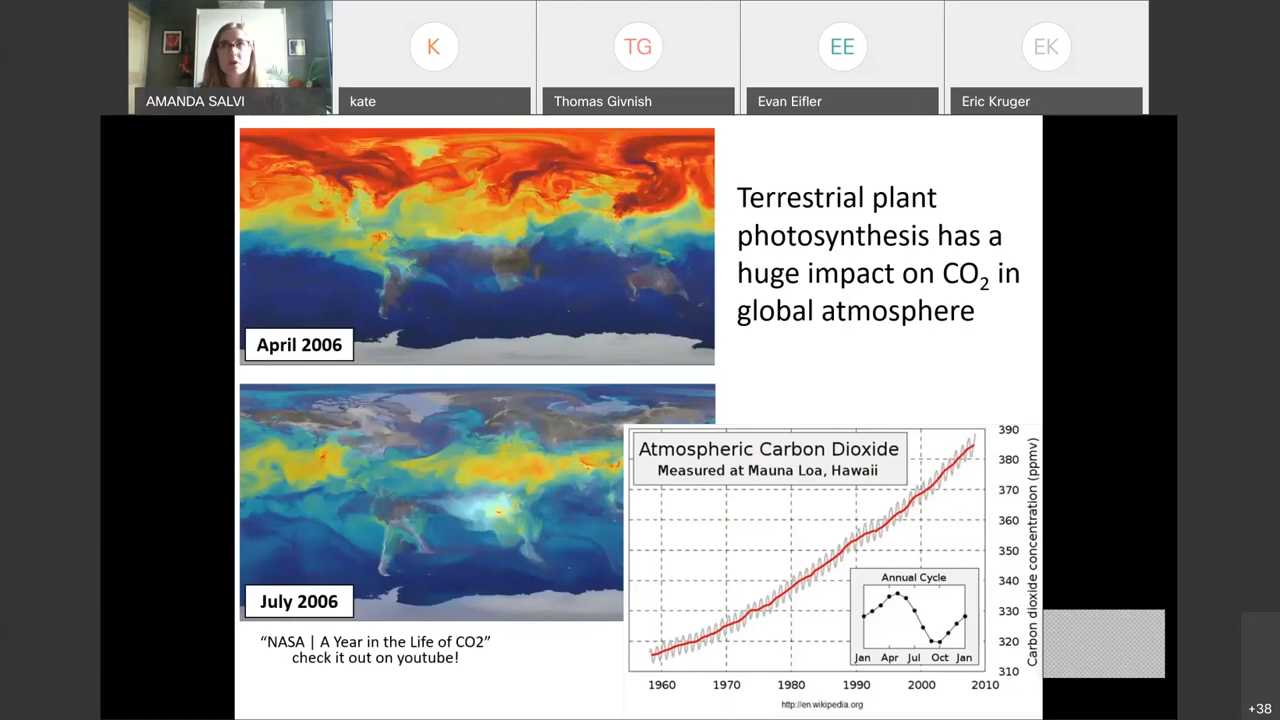 K
TG
EE
EK
AMANDA SALVI
kate
Thomas Givnish
Evan Eifler
Eric Kruger
Terrestrial plant
photosynthesis has a
huge impact on CO₂ in
global atmosphere
April 2006
July 2006
“NASA | A Year in the Life of CO2”
check it out on youtube!
Atmospheric Carbon Dioxide
Measured at Mauna Loa, Hawaii
390
380
370
360
350
340
330
320
310
Carbon dioxide concentration (ppmv)
Annual Cycle
Jan Apr Jul Oct Jan
1960 1970 1980 1990 2000 2010
http://en.wikipedia.org
+38